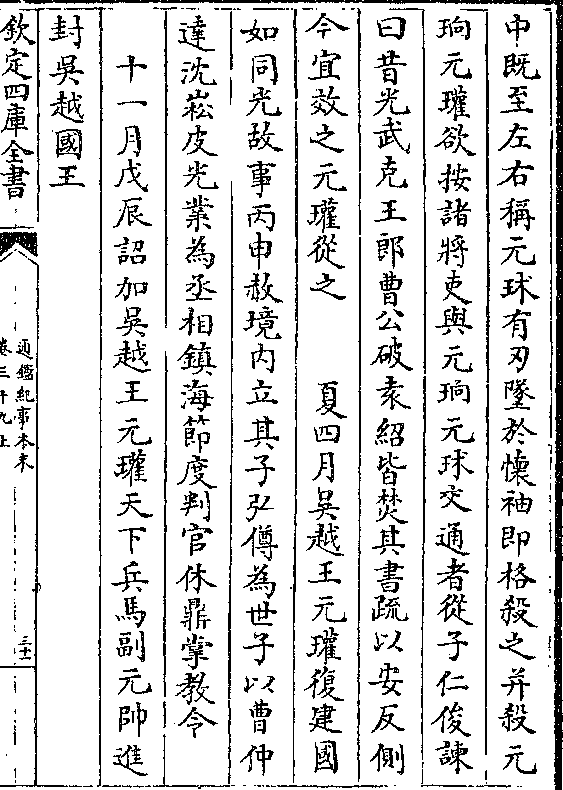 中既至左右稱元球有刃墜於懷袖即格殺之并殺元
珦元瓘欲按諸將吏與元珦元球交通者從子仁俊諫
曰昔光武克王郎曹公破袁紹皆焚其書疏以安反側
今宜效之元瓘從之　夏四月吳越王元瓘復建國
如同光故事丙申赦境内立其子弘僔為世子以曹仲
達沈崧皮光業為丞相鎮海節度判官林鼎掌教令
十一月戊辰詔加吳越王元瓘天下兵馬副元帥進
封吳越國王
欽定四庫全書
通鑑紀事本末
卷三十九上
三十一